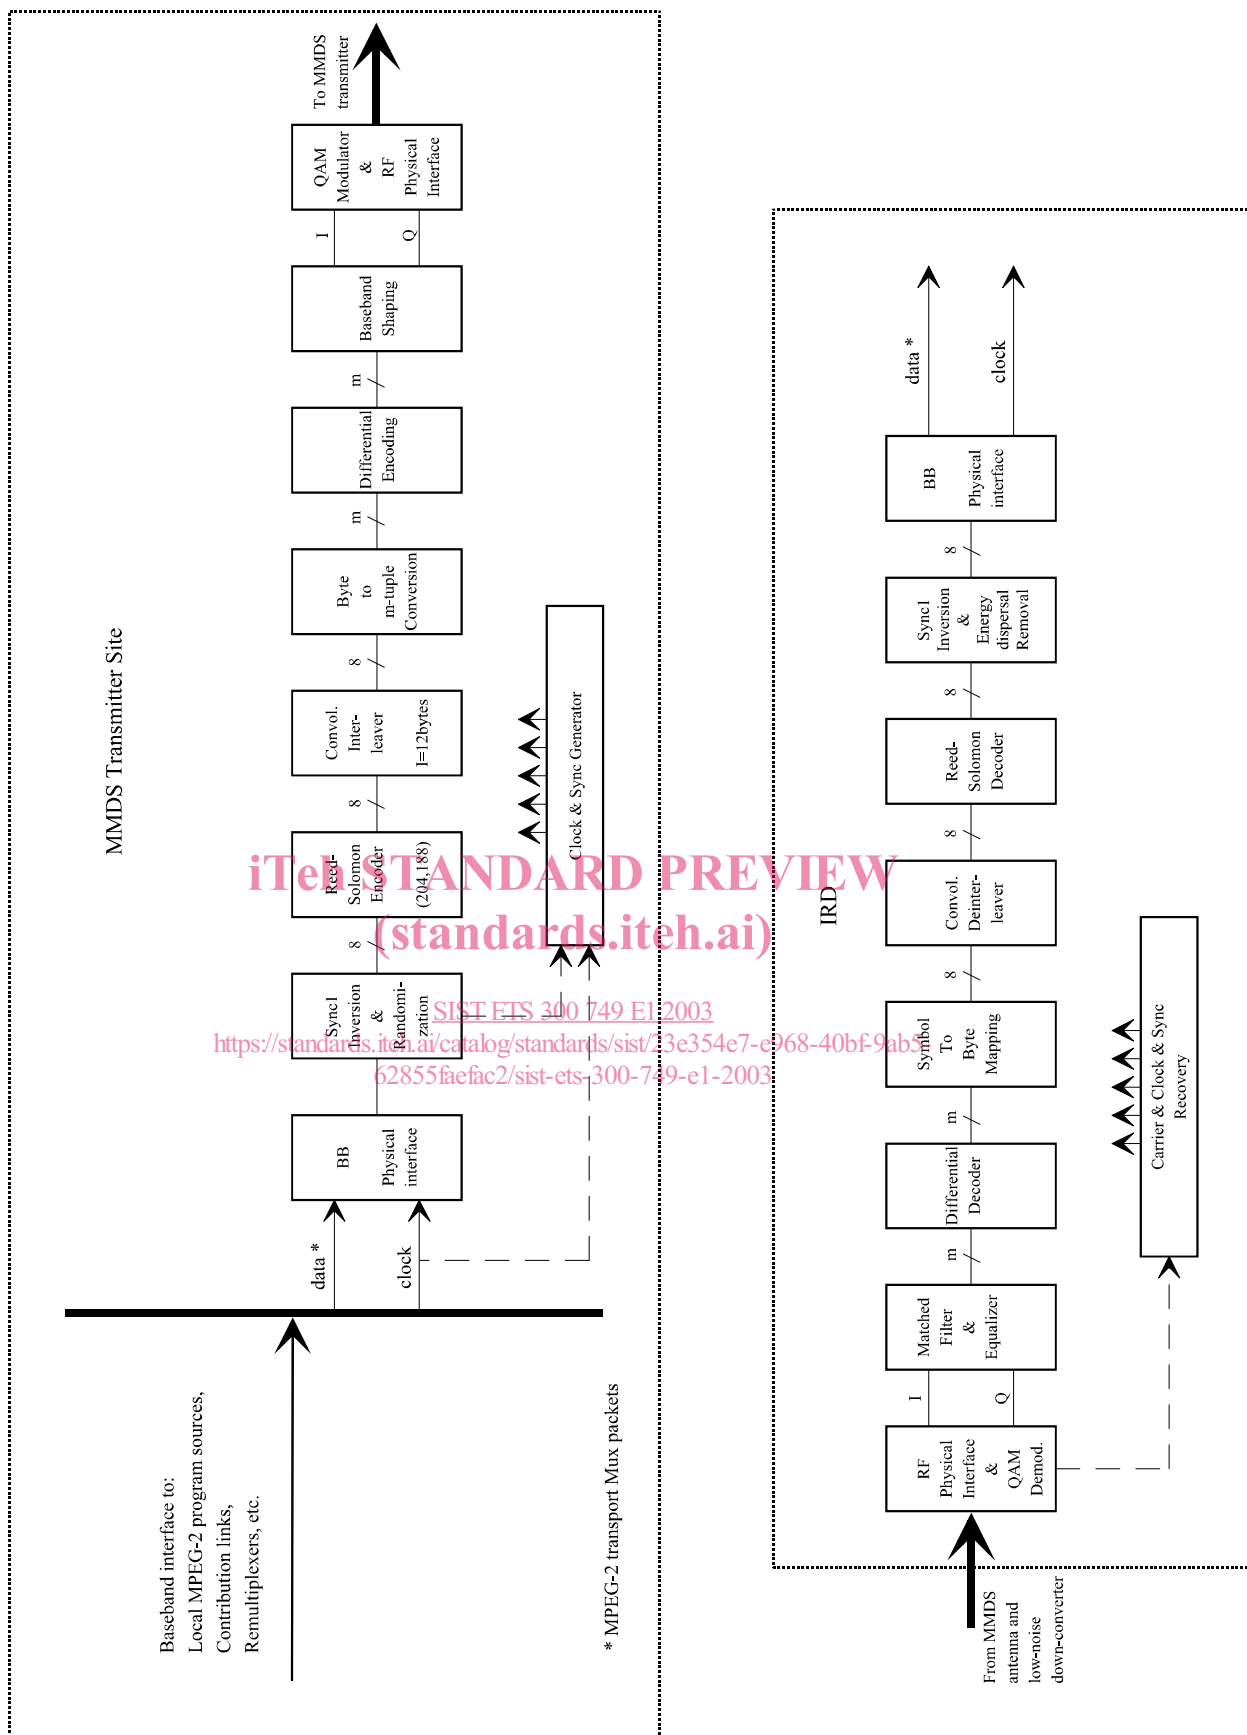 MMDS Transmitter Site
Baseband interface to:
Local MPEG-2 program sources,
Contribution links,
Remultiplexers, etc.
data *
clock
BB
Physical
interface
Sync1
Inversion
&
Randomi-
zation
8
Reed-
Solomon
Encoder
(204,188)
8
Convol.
Inter-
leaver
I=12bytes
8
Byte
to
m-tuple
Conversion
m
Differential
Encoding
m
Baseband
Shaping
I
Q
QAM
Modulator
&
RF
Physical
Interface
To MMDS
transmitter
Clock & Sync Generator
* MPEG-2 transport Mux packets
iTeh STANDARD PREVIEW
(standards.iteh.ai)
SIST ETS 300 749 E1:2003
https://standards.iteh.ai/catalog/standards/sist/23e354e7-e968-40bf-9ab5-
62855faefac2/sist-ets-300-749-e1-2003
IRD
From MMDS
antenna and
low-noise
down-converter
RF
Physical
Interface
&
QAM
Demod.
I
Q
Matched
Filter
&
Equalizer
m
Differential
Decoder
m
Symbol
To
Byte
Mapping
8
Convol.
Deinter-
leaver
8
Reed-
Solomon
Decoder
8
Sync1
Inversion
&
Energy
dispersal
Removal
8
BB
Physical
interface
data *
clock
Carrier & Clock & Sync
Recovery